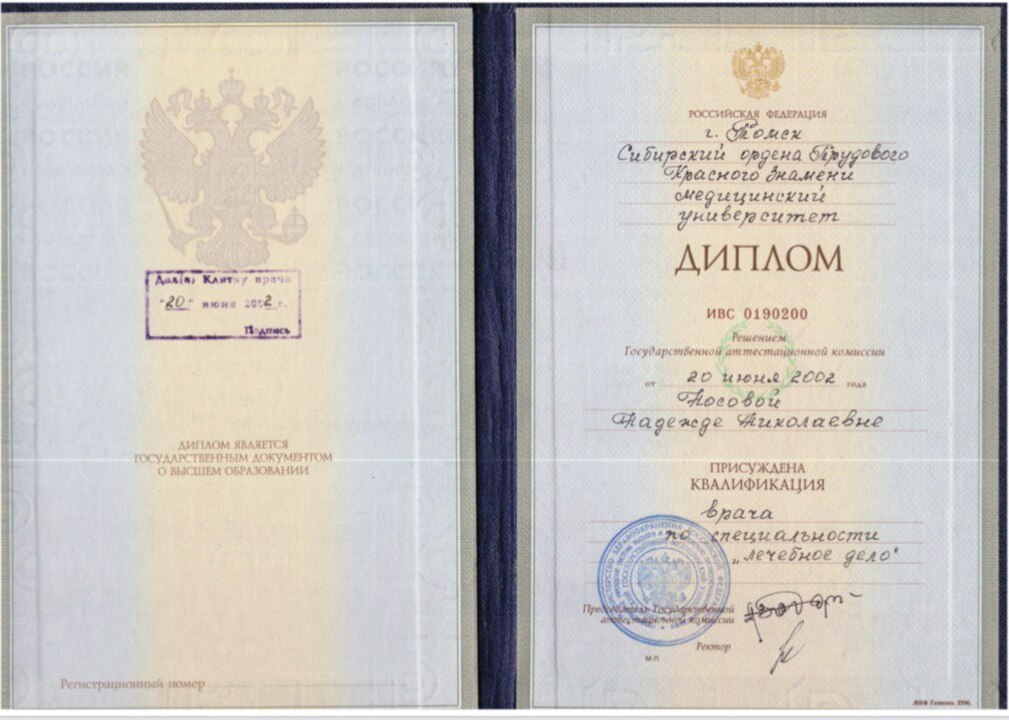 Дал(а) Клятву врача
"20" июня 2002 г.
Подпись
ДИПЛОМ ЯВЛЯЕТСЯ
ГОСУДАРСТВЕННЫМ ДОКУМЕНТОМ
О ВЫСШЕМ ОБРАЗОВАНИИ
Регистрационный номер
РОССИЙСКАЯ ФЕДЕРАЦИЯ
г. Томск
Сибирский ордена Трудового
Красного Знамени
медицинский
университет
ДИПЛОМ
ИВС 0190200
Решением
Государственной аттестационной комиссии
от 20 июня 2002 года
Носовой
Надежде Николаевне
ПРИСУЖДЕНА
КВАЛИФИКАЦИЯ
врача
по специальности
„лечебное дело"
Председатель Государственной
аттестационной комиссии
Ректор
М.П.